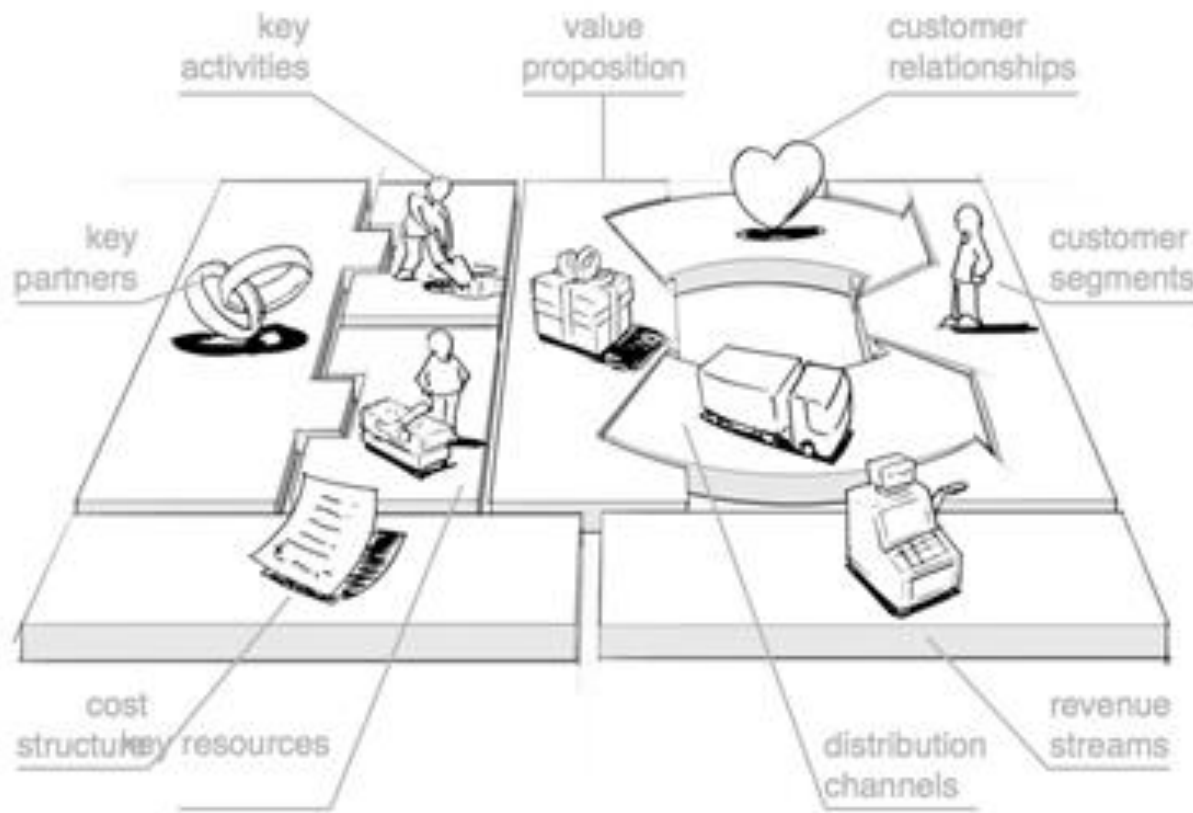 key
activities
value
proposition
customer
relationships
key
partners
customer
segments
cost
structure
key resources
distribution
channels
revenue
streams